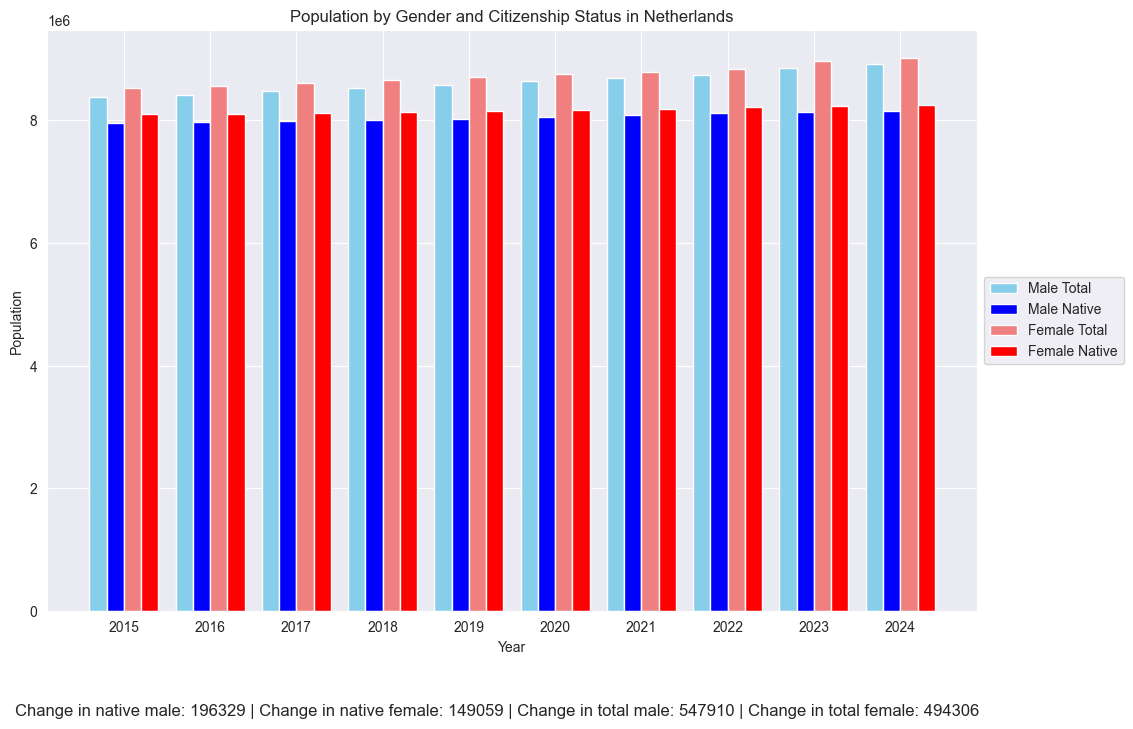 Population by Gender and Citizenship Status in Netherlands
1e6
8
6
4
2
0
Population
2015 2016 2017 2018 2019 2020 2021 2022 2023 2024
Year
Male Total
Male Native
Female Total
Female Native
Change in native male: 196329 | Change in native female: 149059 | Change in total male: 547910 | Change in total female: 494306